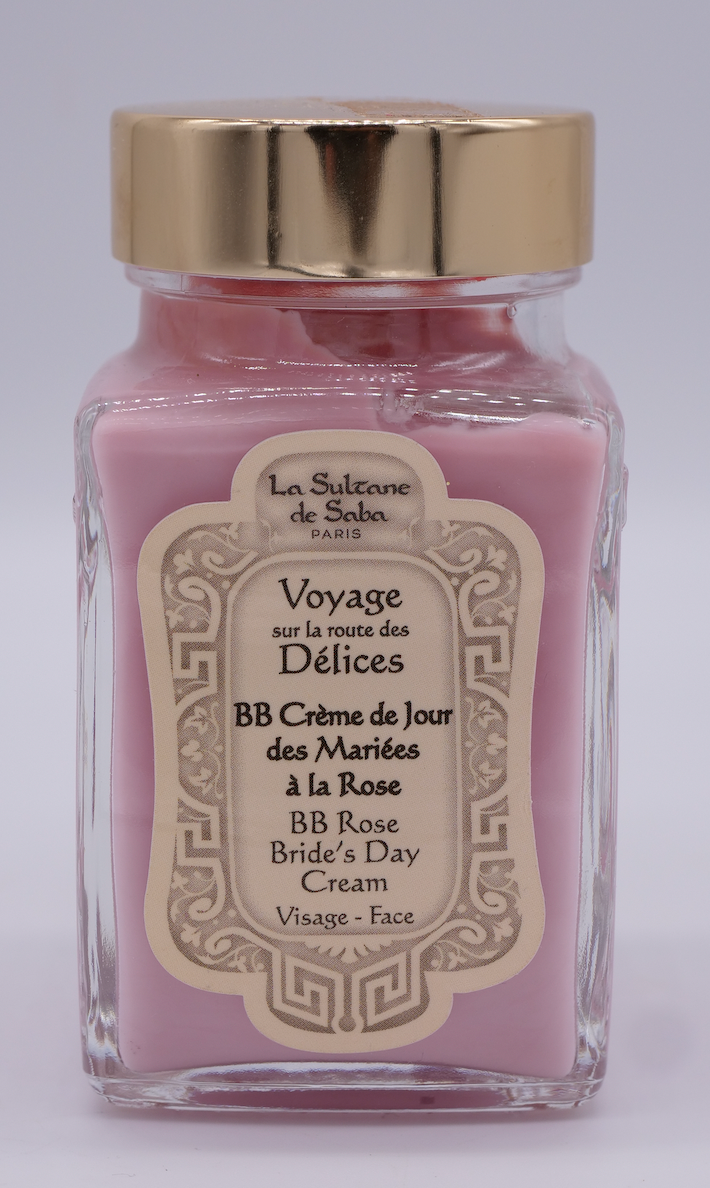 La Sultane
de Saba
PARIS
Voyage
sur la route des
Délices
BB Crème de Jour
des Mariées
à la Rose
BB Rose
Bride's Day
Cream
Visage - Face